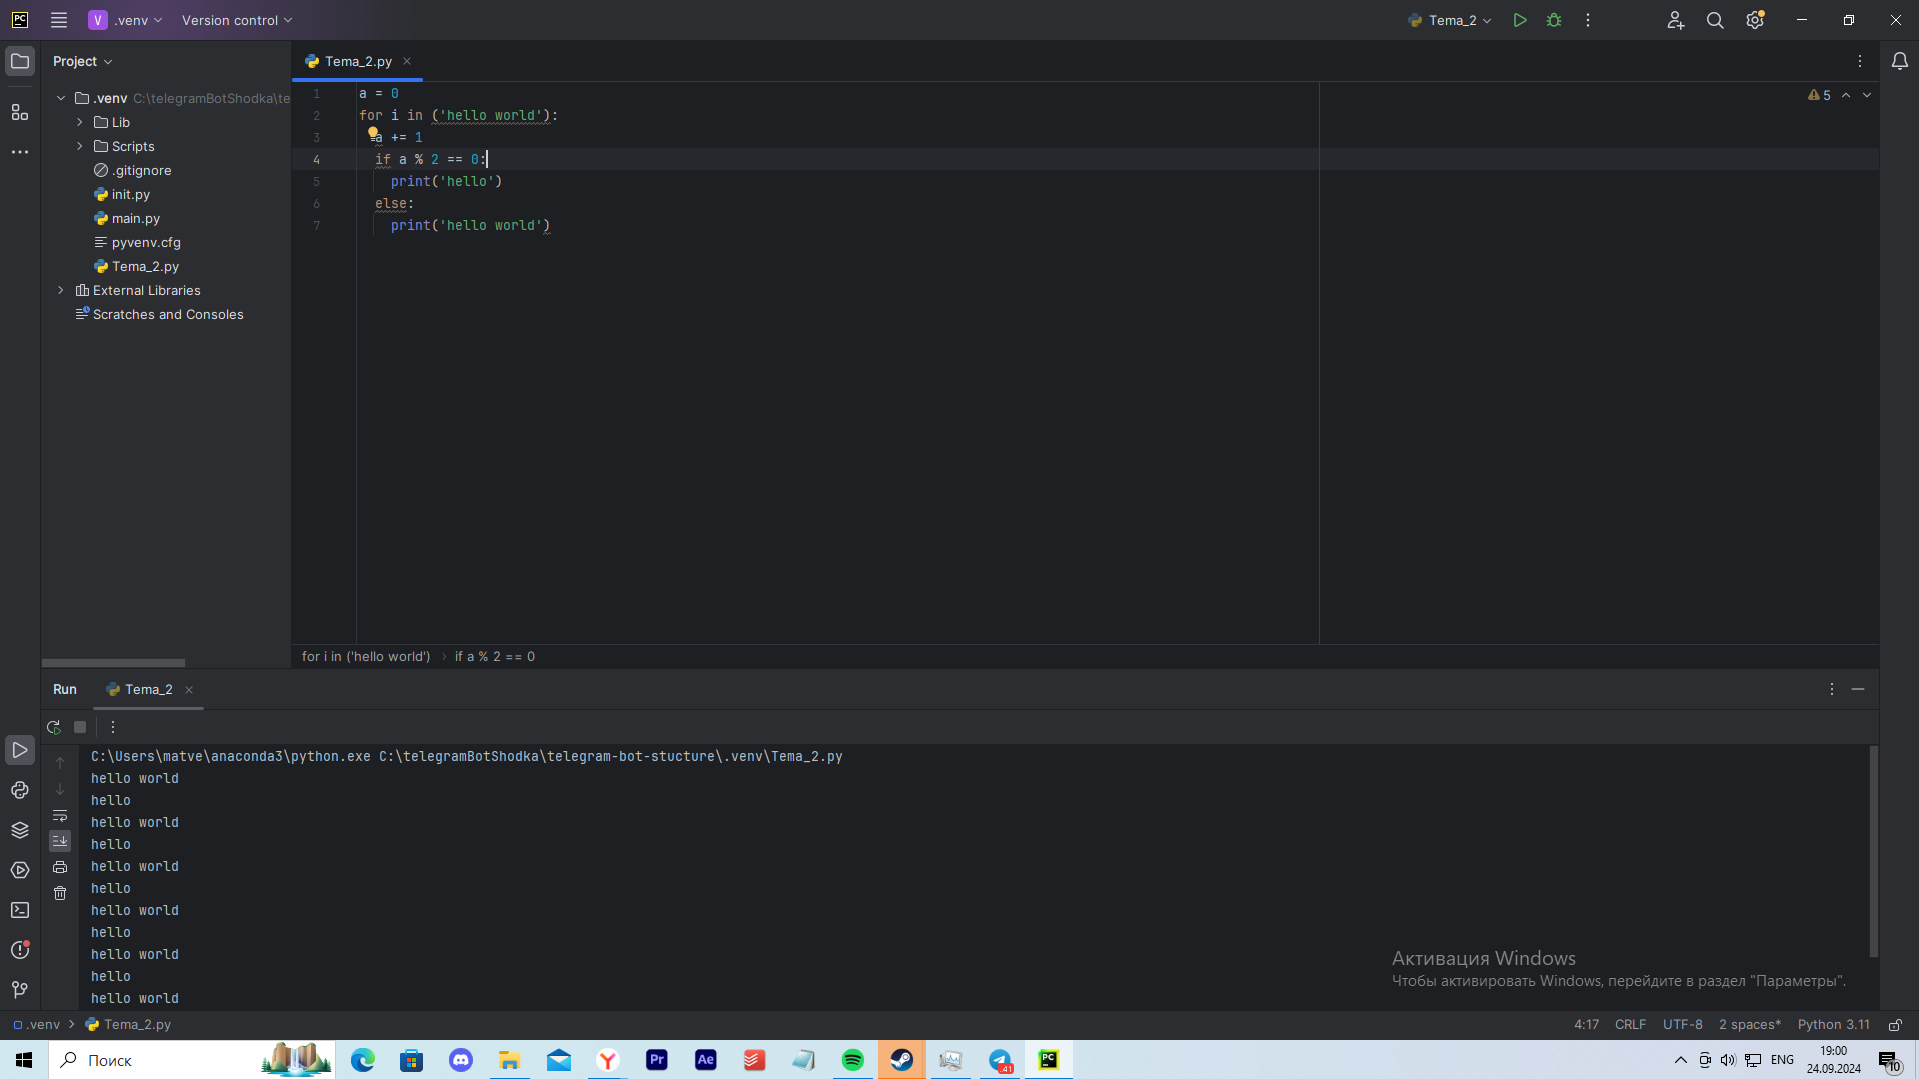 PC V .venv Version control Tema_2
Project
Tema_2.py
.venv C:\telegramBotShodka\te
Lib
Scripts
.gitignore
init.py
main.py
pyvenv.cfg
Tema_2.py
External Libraries
Scratches and Consoles
1 a = 0
2 for i in ('hello world'):
3 a += 1
4 if a % 2 == 0:
5 print('hello')
6 else:
7 print('hello world')
5
for i in ('hello world') if a % 2 == 0
Run Tema_2
C:\Users\matve\anaconda3\python.exe C:\telegramBotShodka\telegram-bot-stucture\.venv\Tema_2.py
hello world
hello
hello world
hello
hello world
hello
hello world
hello
hello world
hello
hello world
Активация Windows
Чтобы активировать Windows, перейдите в раздел "Параметры".
.venv Tema_2.py 4:17 CRLF UTF-8 2 spaces* Python 3.11
Поиск Pr Ae 41 PC ENG 19:00
24.09.2024 10